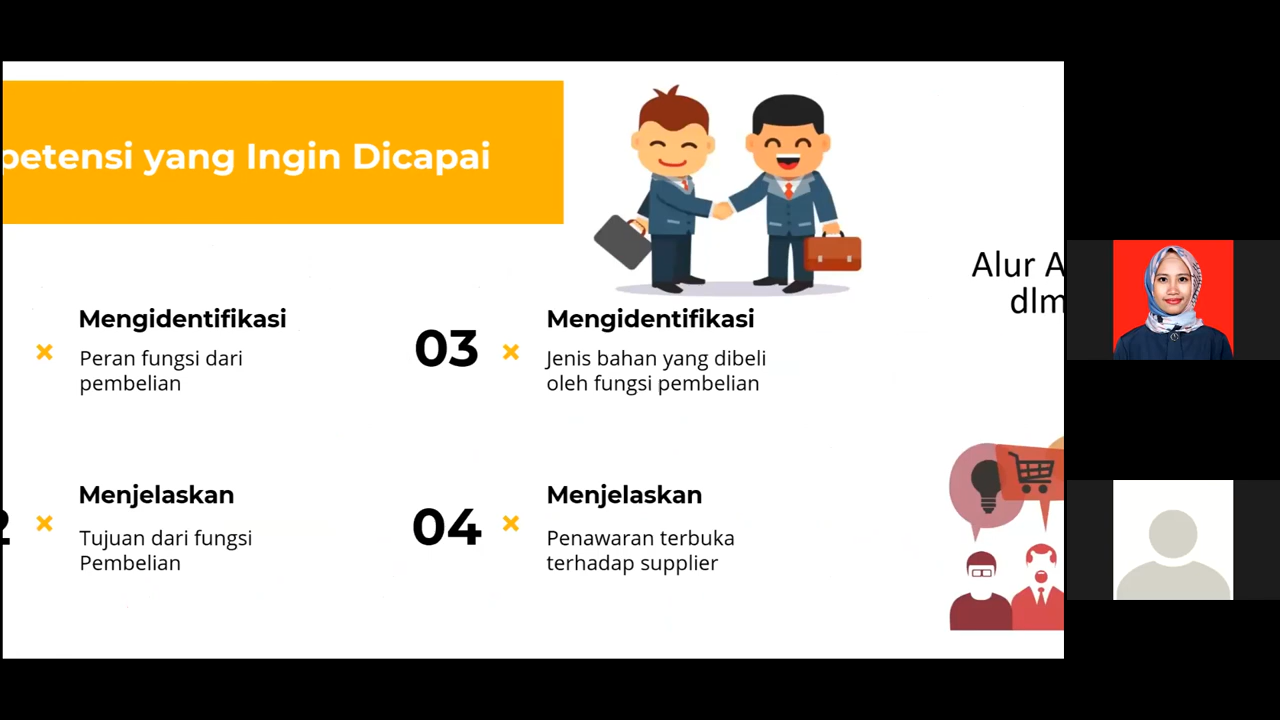 petensi yang Ingin Dicapai
Mengidentifikasi
Peran fungsi dari
pembelian
03
Mengidentifikasi
Jenis bahan yang dibeli
oleh fungsi pembelian
Menjelaskan
Tujuan dari fungsi
Pembelian
04
Menjelaskan
Penawaran terbuka
terhadap supplier
Alur A
dlm